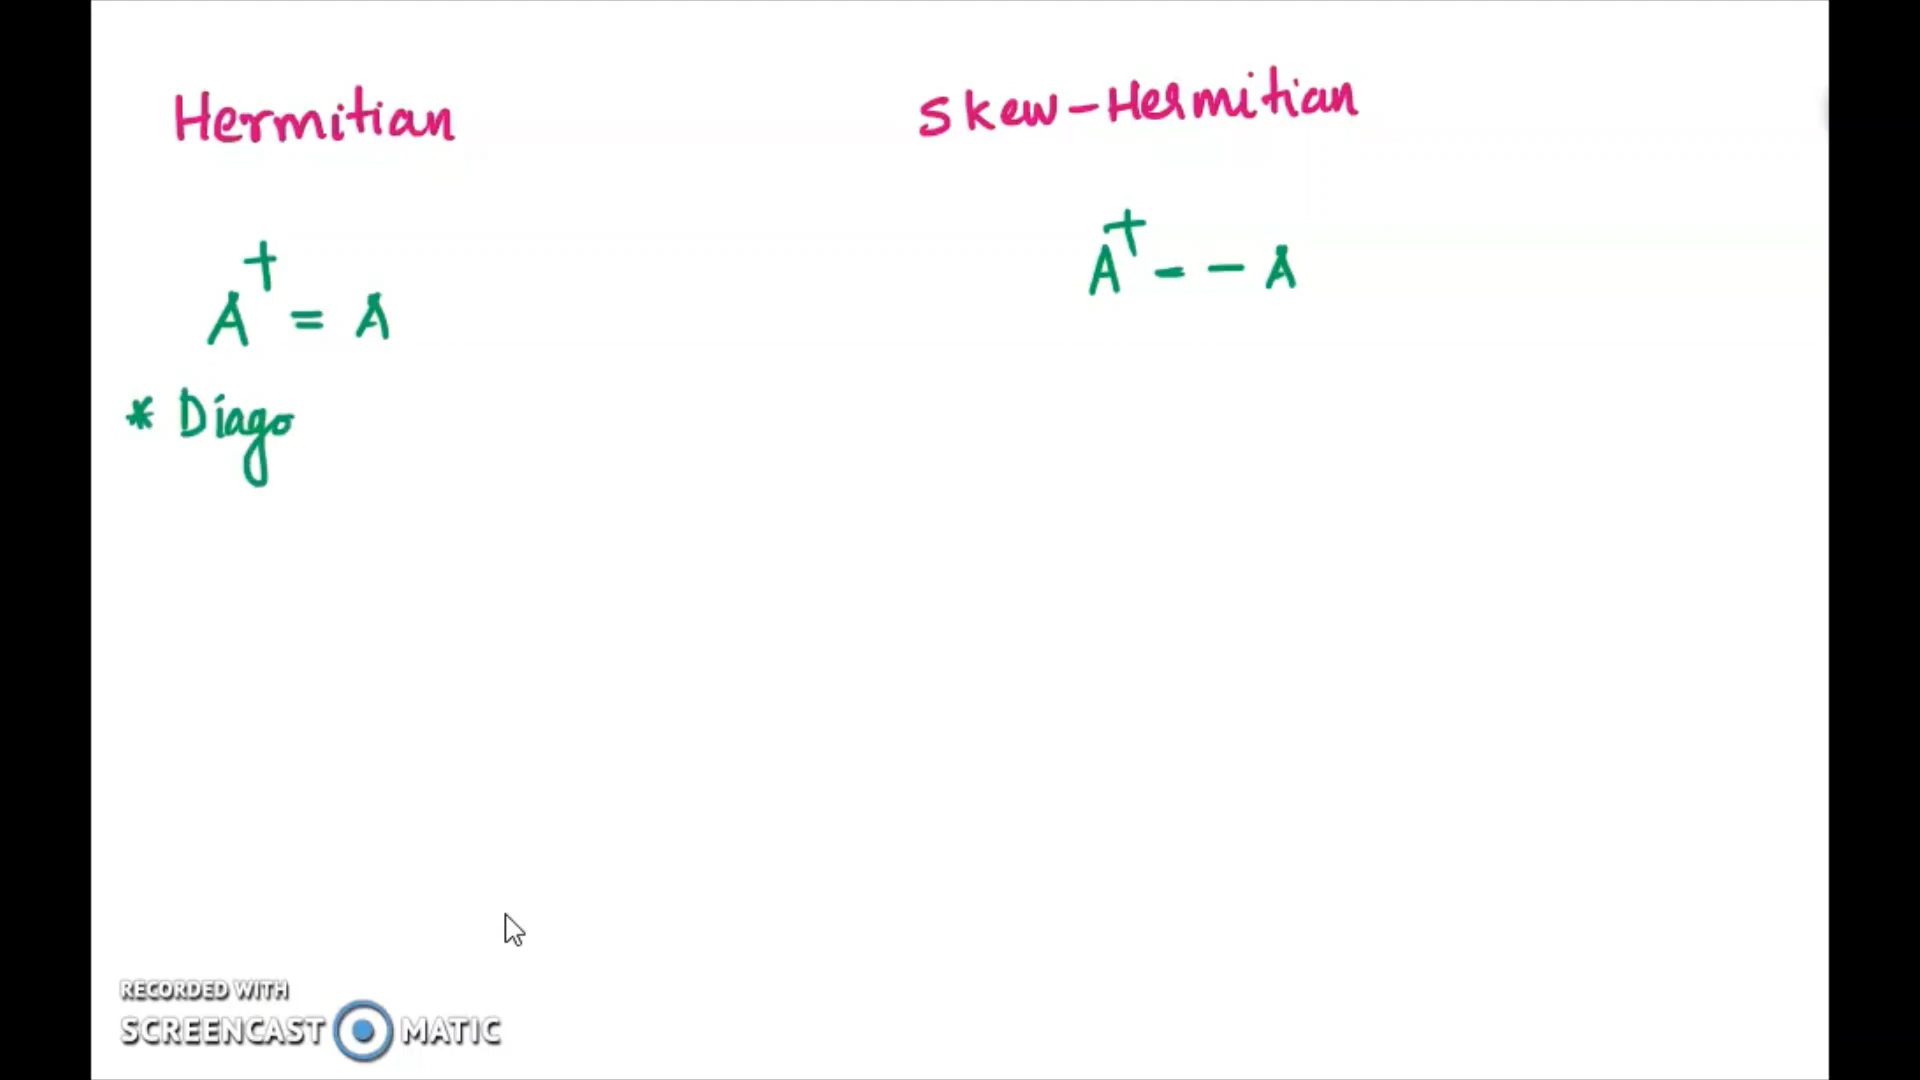 Hermitian
Skew-Hermitian
A† = A
A† - - A
* Diago
RECORDED WITH
SCREENCAST MATIC